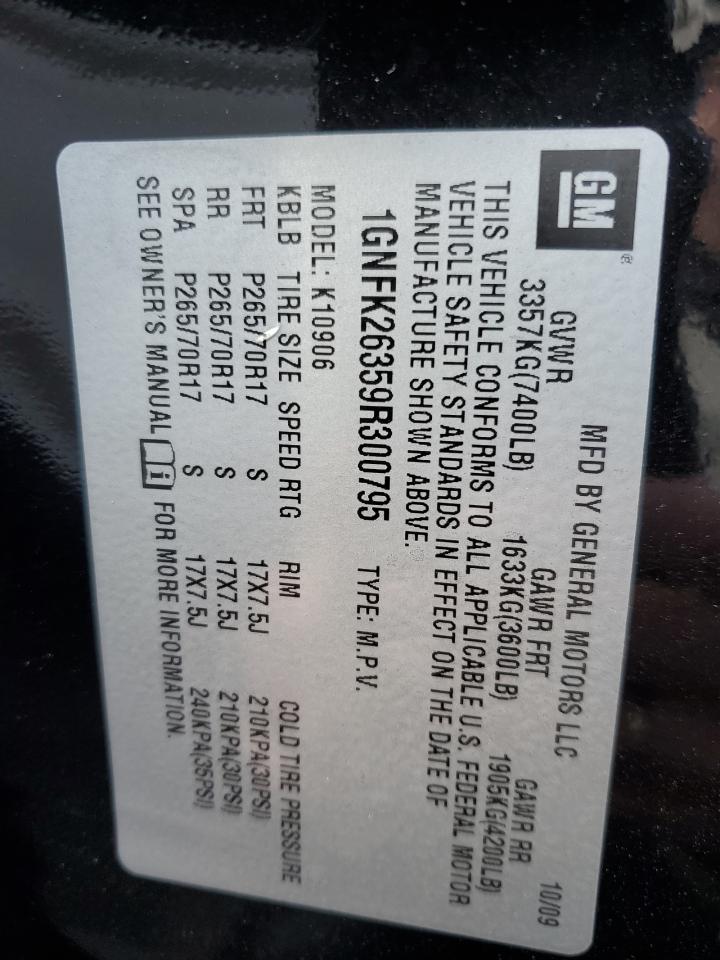 GM®
MFD BY GENERAL MOTORS LLC 10/09
GVWR GAWR FRT GAWR RR
3357KG(7400LB) 1633KG(3600LB) 1905KG(4200LB)
THIS VEHICLE CONFORMS TO ALL APPLICABLE U.S. FEDERAL MOTOR
VEHICLE SAFETY STANDARDS IN EFFECT ON THE DATE OF
MANUFACTURE SHOWN ABOVE.
1GNFK26359R300795 TYPE: M.P.V.
MODEL: K10906
KBLB TIRE SIZE SPEED RTG RIM COLD TIRE PRESSURE
FRT P265/70R17 S 17X7.5J 210KPA(30PSI)
RR P265/70R17 S 17X7.5J 210KPA(30PSI)
SPA P265/70R17 S 17X7.5J 240KPA(35PSI)
SEE OWNER'S MANUAL i FOR MORE INFORMATION.